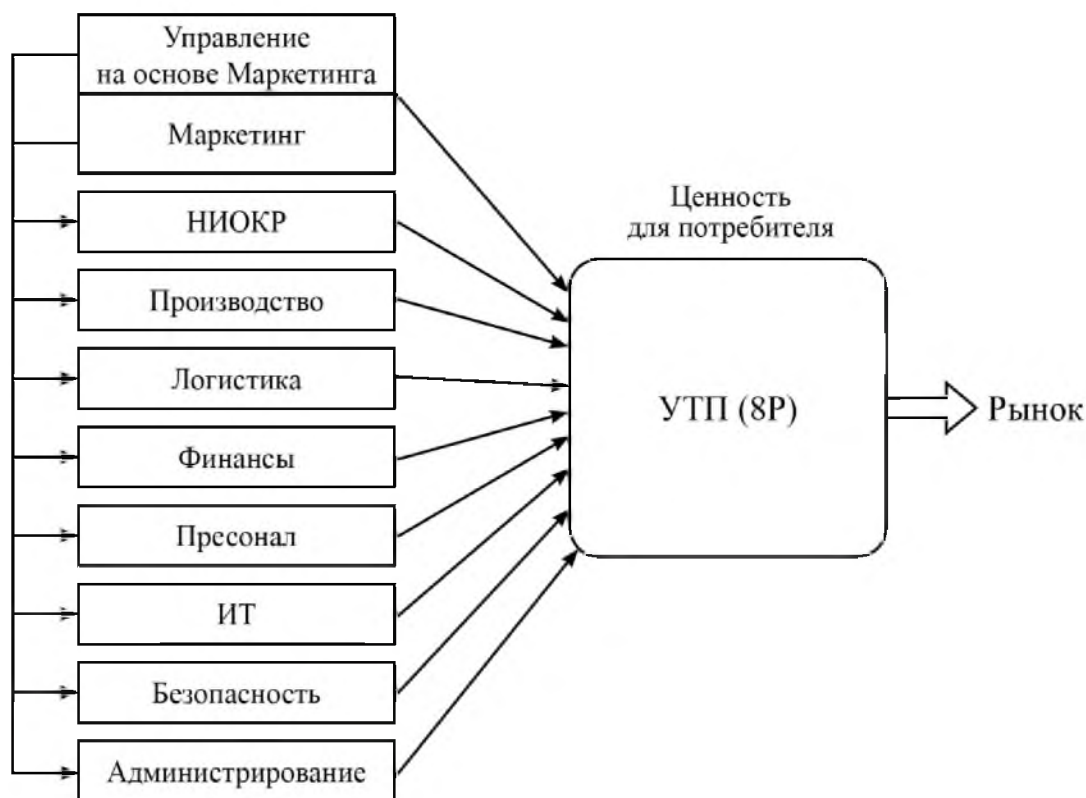 Управление
на основе Маркетинга
Маркетинг
НИОКР
Производство
Логистика
Финансы
Пресонал
ИТ
Безопасность
Администрирование
Ценность
для потребителя
УТП (8Р)
Рынок